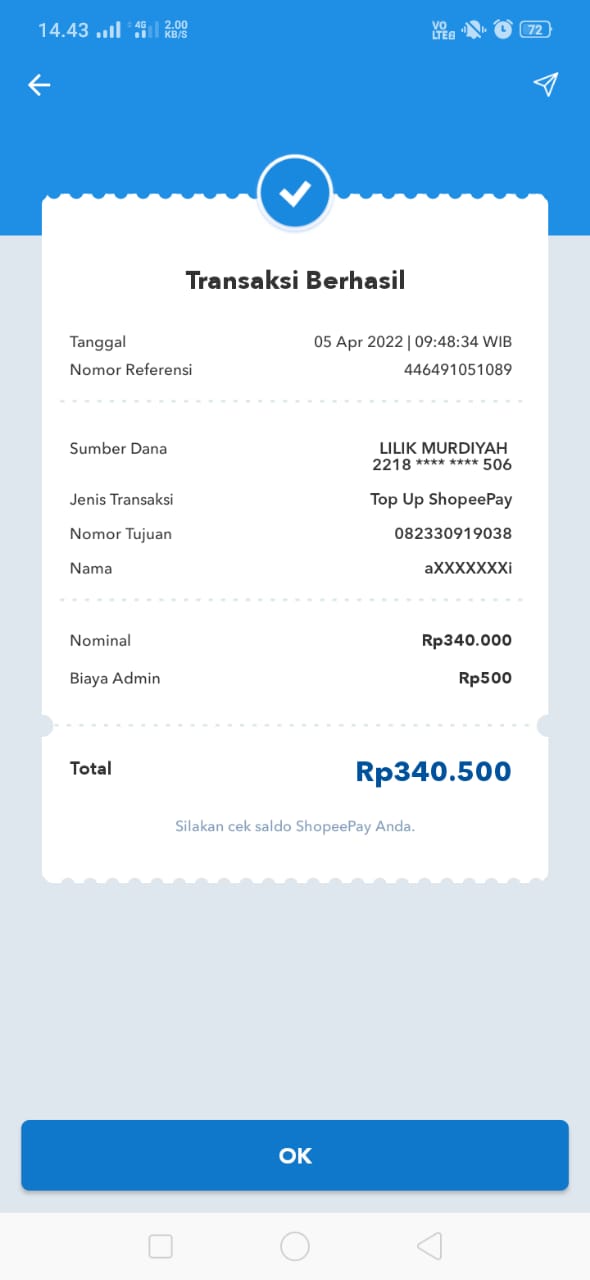 14.43 4G 2.00 KB/S VO LTE 72
Transaksi Berhasil
Tanggal 05 Apr 2022 | 09:48:34 WIB
Nomor Referensi 446491051089
Sumber Dana LILIK MURDIYAH
2218 **** **** 506
Jenis Transaksi Top Up ShopeePay
Nomor Tujuan 082330919038
Nama aXXXXXXXi
Nominal Rp340.000
Biaya Admin Rp500
Total Rp340.500
Silakan cek saldo ShopeePay Anda.
OK